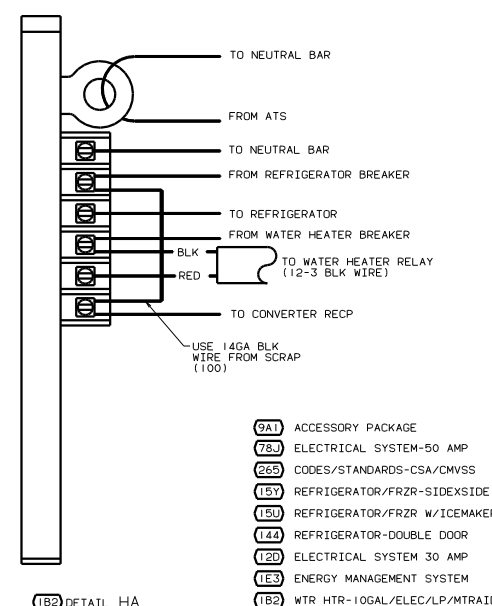 TO NEUTRAL BAR
FROM ATS
TO NEUTRAL BAR
FROM REFRIGERATOR BREAKER
TO REFRIGERATOR
FROM WATER HEATER BREAKER
BLK
TO WATER HEATER RELAY
(12-3 BLK WIRE)
RED
TO CONVERTER RECP
USE 14GA BLK
WIRE FROM SCRAP
(100)
9A1 ACCESSORY PACKAGE
78J ELECTRICAL SYSTEM-50 AMP
265 CODES/STANDARDS-CSA/CMVSS
15Y REFRIGERATOR/FRZR-SIDEXSIDE
15U REFRIGERATOR/FRZR W/ICEMAKER
144 REFRIGERATOR-DOUBLE DOOR
12D ELECTRICAL SYSTEM 30 AMP
1E3 ENERGY MANAGEMENT SYSTEM
1B2 WTR HTR-10GAL/ELEC/LP/MTRAID
1B2 DETAIL HA